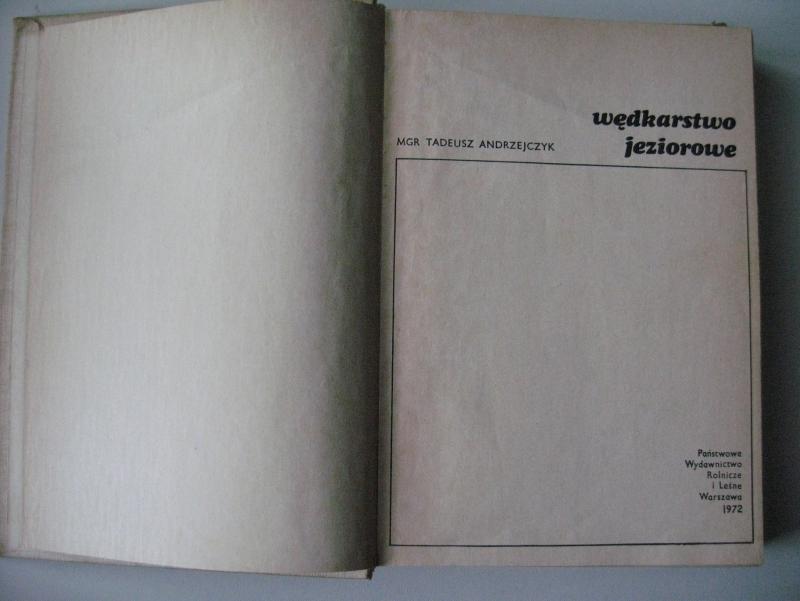 wędkarstwo
jeziorowe
MGR TADEUSZ ANDRZEJCZYK
Państwowe
Wydawnictwo
Rolnicze
i Leśne
Warszawa
1972